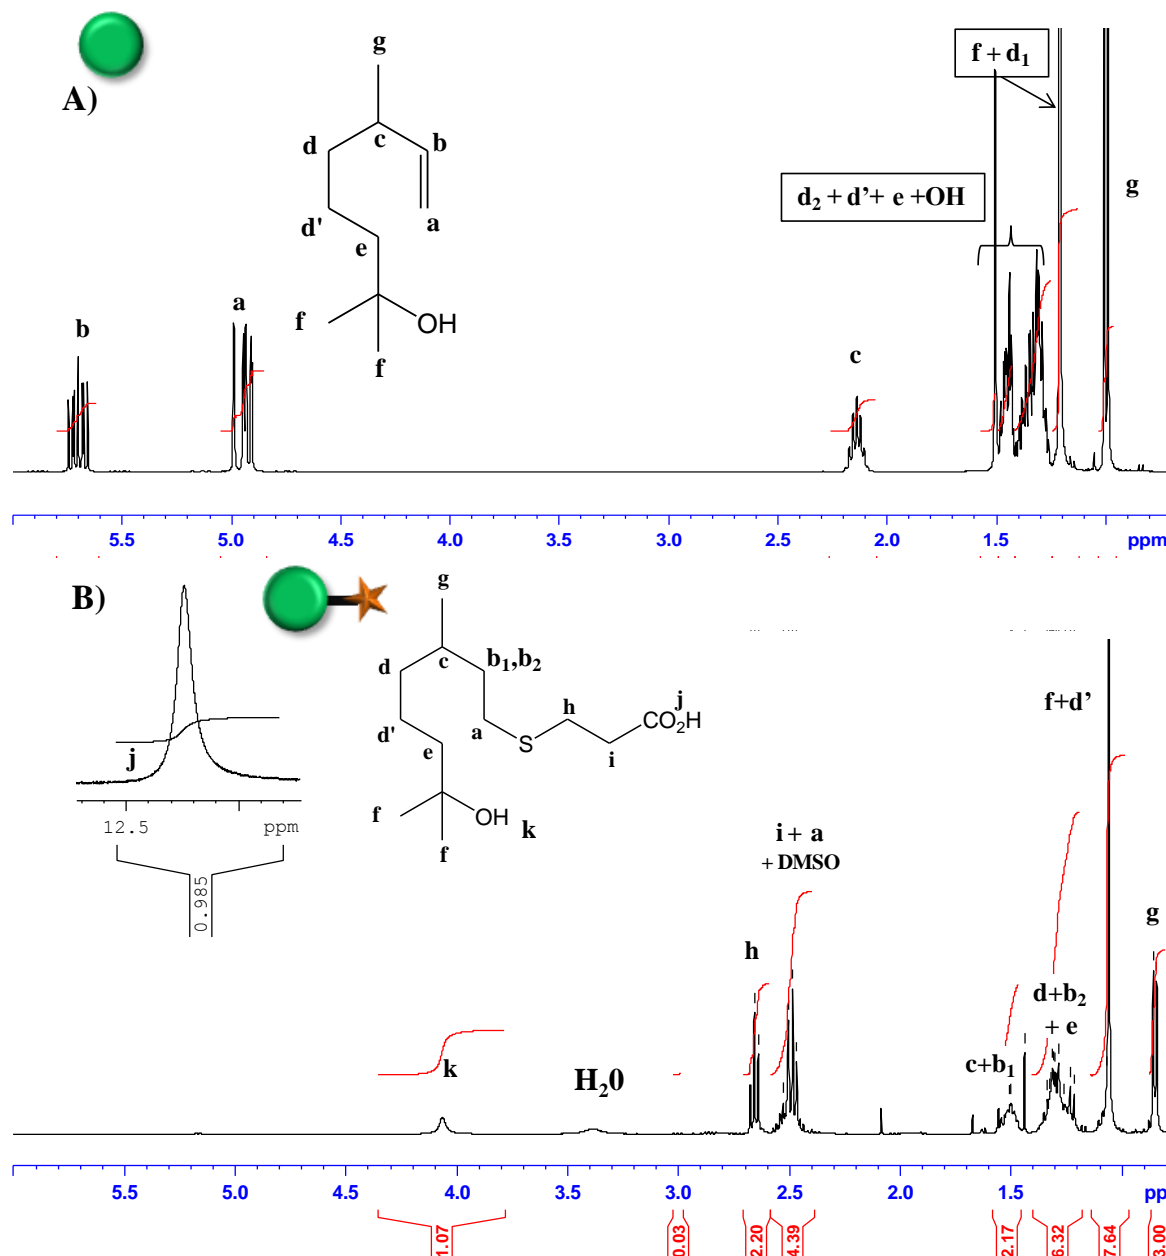 A)
g
d
c
b
d'
a
e
f
OH
f
f + d1
d2 + d'+ e +OH
g
b
a
c
5.5 5.0 4.5 4.0 3.5 3.0 2.5 2.0 1.5 ppm
B)
g
d
c
b1,b2
d'
e
a
S
h
i
j
CO2H
f
OH
k
f
j
12.5 ppm
0.985
f+d'
i + a
+ DMSO
g
h
d+b2
+ e
c+b1
k
H20
5.5 5.0 4.5 4.0 3.5 3.0 2.5 2.0 1.5 pp
1.07 0.03 2.20 4.39 2.17 6.32 7.64 3.00